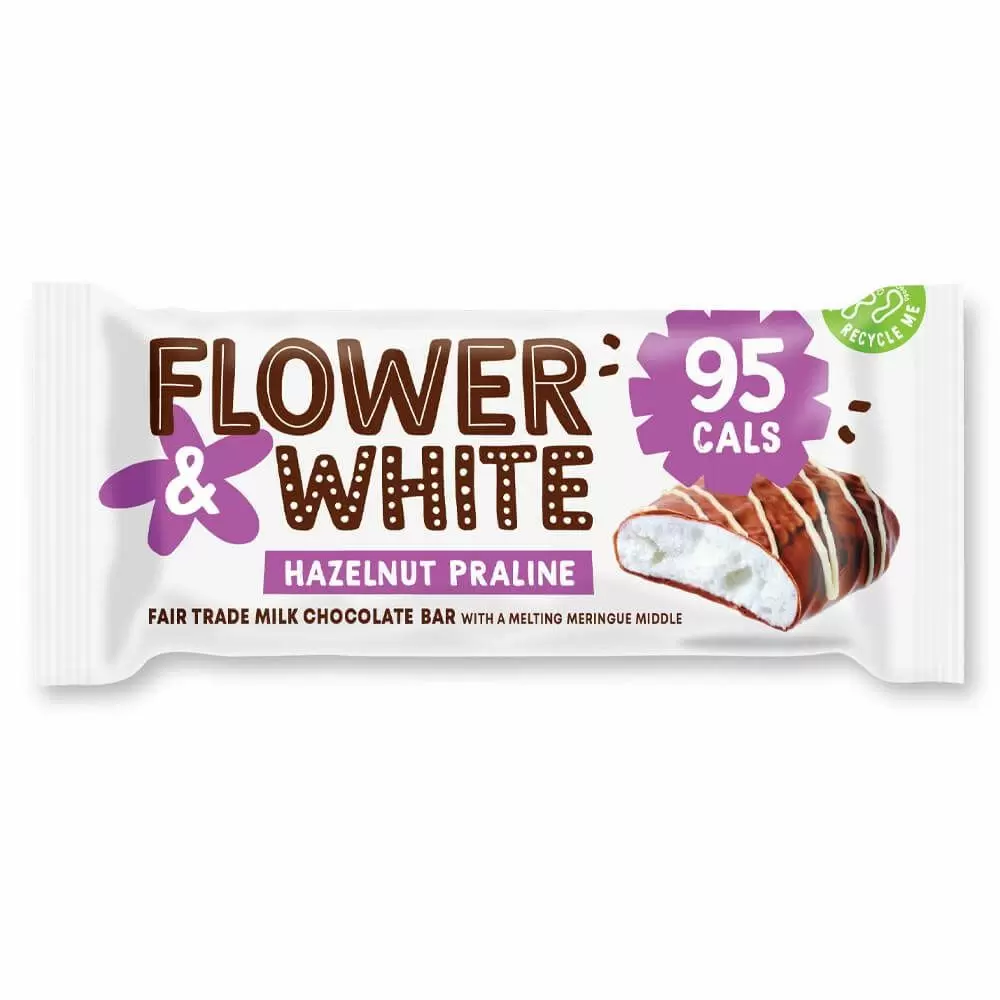 FLOWER
& WHITE
HAZELNUT PRALINE
FAIR TRADE MILK CHOCOLATE BAR WITH A MELTING MERINGUE MIDDLE
95
CALS
RECYCLE ME